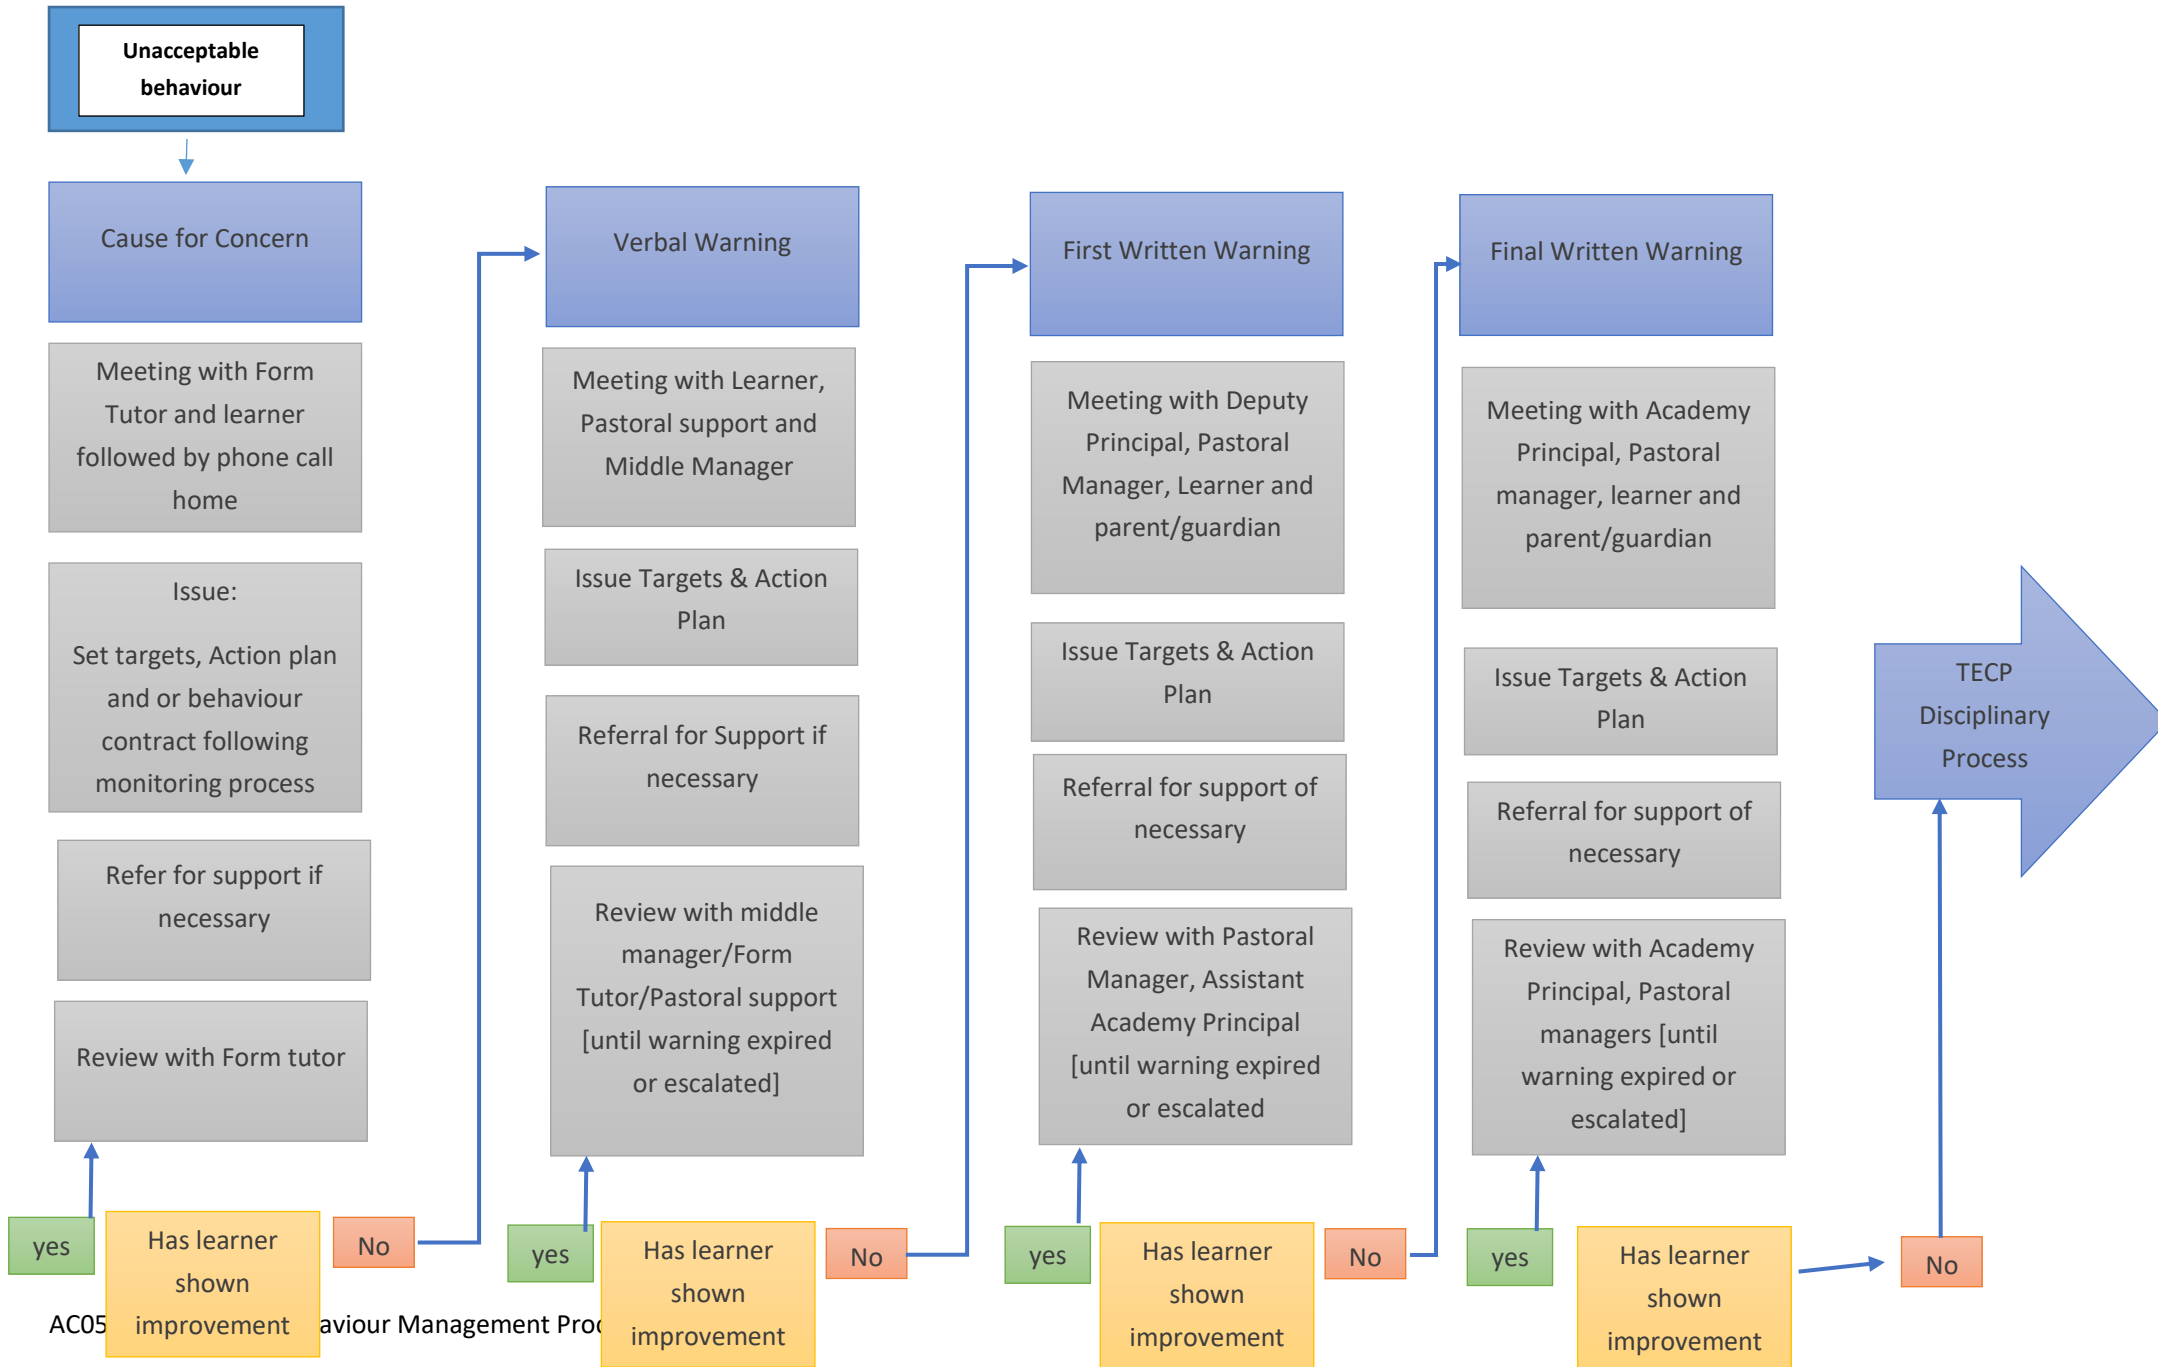 Unacceptable
behaviour
Cause for Concern
Meeting with Form
Tutor and learner
followed by phone call
home
Issue:
Set targets, Action plan
and or behaviour
contract following
monitoring process
Refer for support if
necessary
Review with Form tutor
yes
Has learner
shown
improvement
No
Verbal Warning
Meeting with Learner,
Pastoral support and
Middle Manager
Issue Targets & Action
Plan
Referral for Support if
necessary
Review with middle
manager/Form
Tutor/Pastoral support
[until warning expired
or escalated]
yes
Has learner
shown
improvement
No
First Written Warning
Meeting with Deputy
Principal, Pastoral
Manager, Learner and
parent/guardian
Issue Targets & Action
Plan
Referral for support of
necessary
Review with Pastoral
Manager, Assistant
Academy Principal
[until warning expired
or escalated
yes
Has learner
shown
improvement
No
Final Written Warning
Meeting with Academy
Principal, Pastoral
manager, learner and
parent/guardian
Issue Targets & Action
Plan
Referral for support of
necessary
Review with Academy
Principal, Pastoral
managers [until
warning expired or
escalated]
yes
Has learner
shown
improvement
No
TECP
Disciplinary
Process
AC05 aviour Management Pro